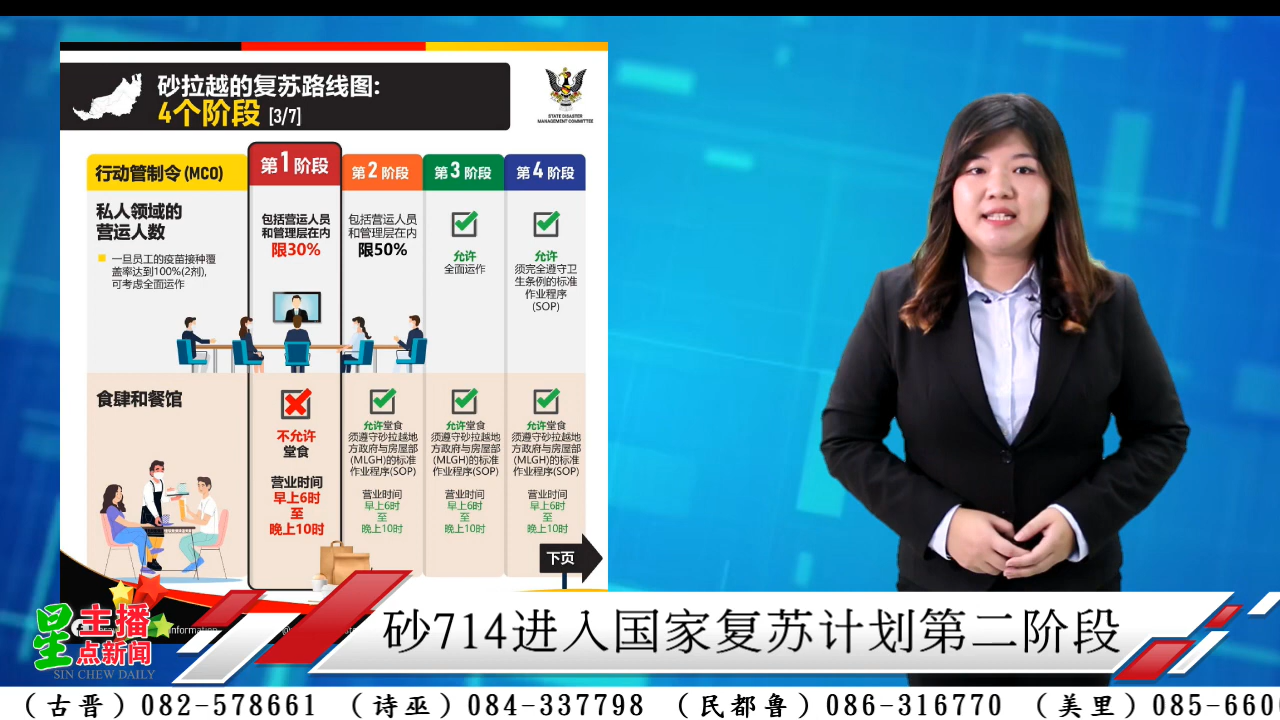 砂拉越的复苏路线图:
4个阶段 [3/7]
STATE DISASTER
MANAGEMENT COMMITTEE
行动管制令 (MCO)
第1阶段
第2阶段
第3阶段
第4阶段
私人领域的
营运人数
一旦员工的疫苗接种覆
盖率达到100%(2剂),
可考虑全面运作
包括营运人员
和管理层在内
限30%
包括营运人员
和管理层在内
限50%
允许
全面运作
允许
须完全遵守卫
生条例的标准
作业程序
(SOP)
食肆和餐馆
不允许
堂食
营业时间
早上6时
至
晚上10时
允许堂食
须遵守砂拉越地
方政府与房屋部
(MLGH)的标准
作业程序(SOP)
营业时间
早上6时
至
晚上10时
允许堂食
须遵守砂拉越地
方政府与房屋部
(MLGH)的标准
作业程序(SOP)
营业时间
早上6时
至
晚上10时
允许堂食
须遵守砂拉越地
方政府与房屋部
(MLGH)的标准
作业程序(SOP)
营业时间
早上6时
至
晚上10时
下页
information
星
主播
点新闻
SIN CHEW DAILY
砂714进入国家复苏计划第二阶段
（古晋）082-578661 （诗巫）084-337798 （民都鲁）086-316770 （美里）085-660